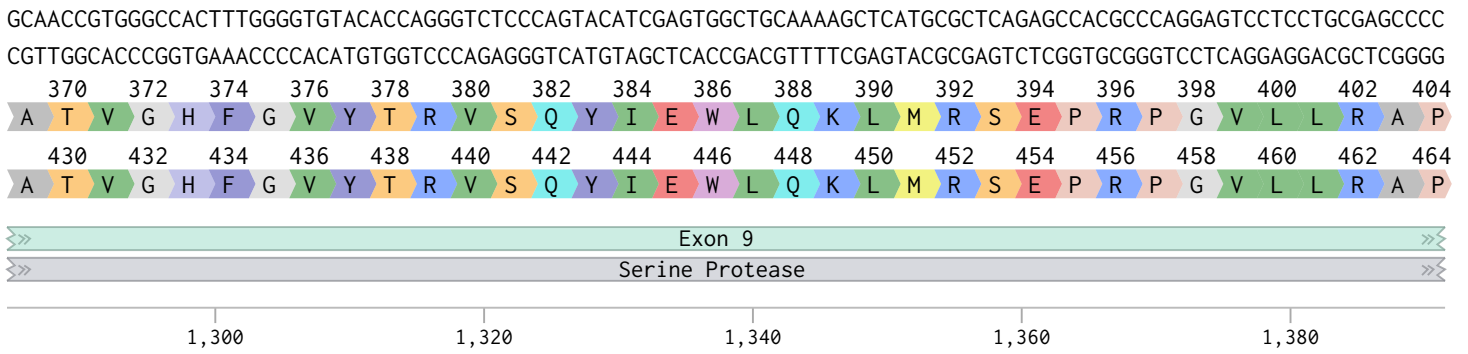 GCAACCGTGGGCCACTTTGGGGTGTACACCAGGGTCTCCCAGTACATCGAGTGGCTGCAAAAGCTCATGCGCTCAGAGCCACGCCCAGGAGTCCTCCTGCGAGCCCC
CGTTGGCACCCGGTGAAACCCCACATGTGGTCCCAGAGGGTCATGTAGCTCACCGACGTTTTCGAGTACGCGAGTCTCGGTGCGGGTCCTCAGGAGGACGCTCGGGG
370 372 374 376 378 380 382 384 386 388 390 392 394 396 398 400 402 404
A T V G H F G V Y T R V S Q Y I E W L Q K L M R S E P R P G V L L R A P
430 432 434 436 438 440 442 444 446 448 450 452 454 456 458 460 462 464
A T V G H F G V Y T R V S Q Y I E W L Q K L M R S E P R P G V L L R A P
Exon 9
Serine Protease
1,300 1,320 1,340 1,360 1,380